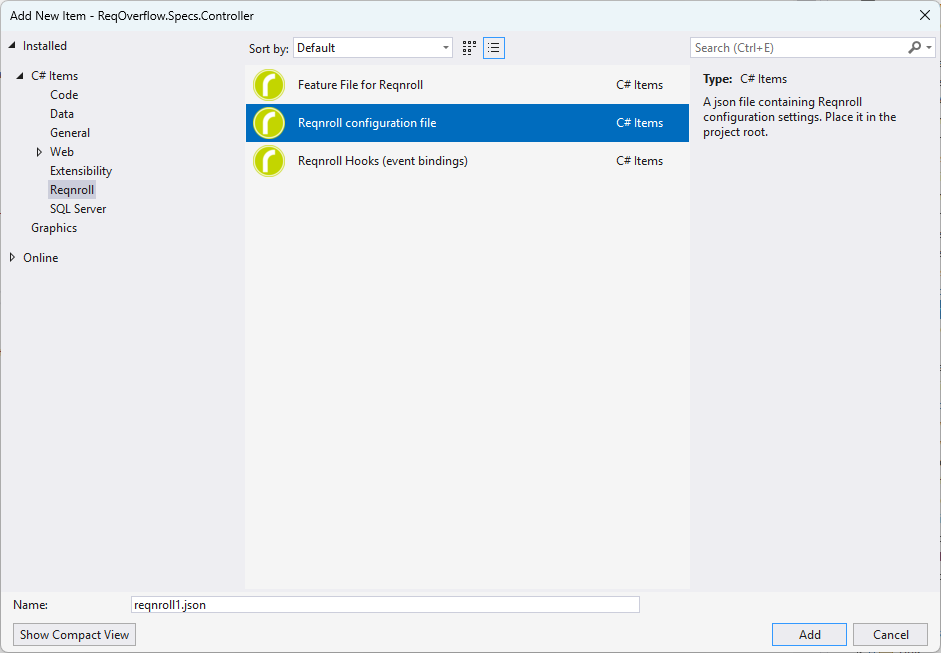 Add New Item - ReqOverflow.Specs.Controller
Installed
C# Items
Code
Data
General
Web
Extensibility
Reqnroll
SQL Server
Graphics
Online
Sort by: Default
Feature File for Reqnroll C# Items
Reqnroll configuration file C# Items
Reqnroll Hooks (event bindings) C# Items
Search (Ctrl+E)
Type: C# Items
A json file containing Reqnroll
configuration settings. Place it in the
project root.
Name: reqnroll1.json
Show Compact View
Add Cancel